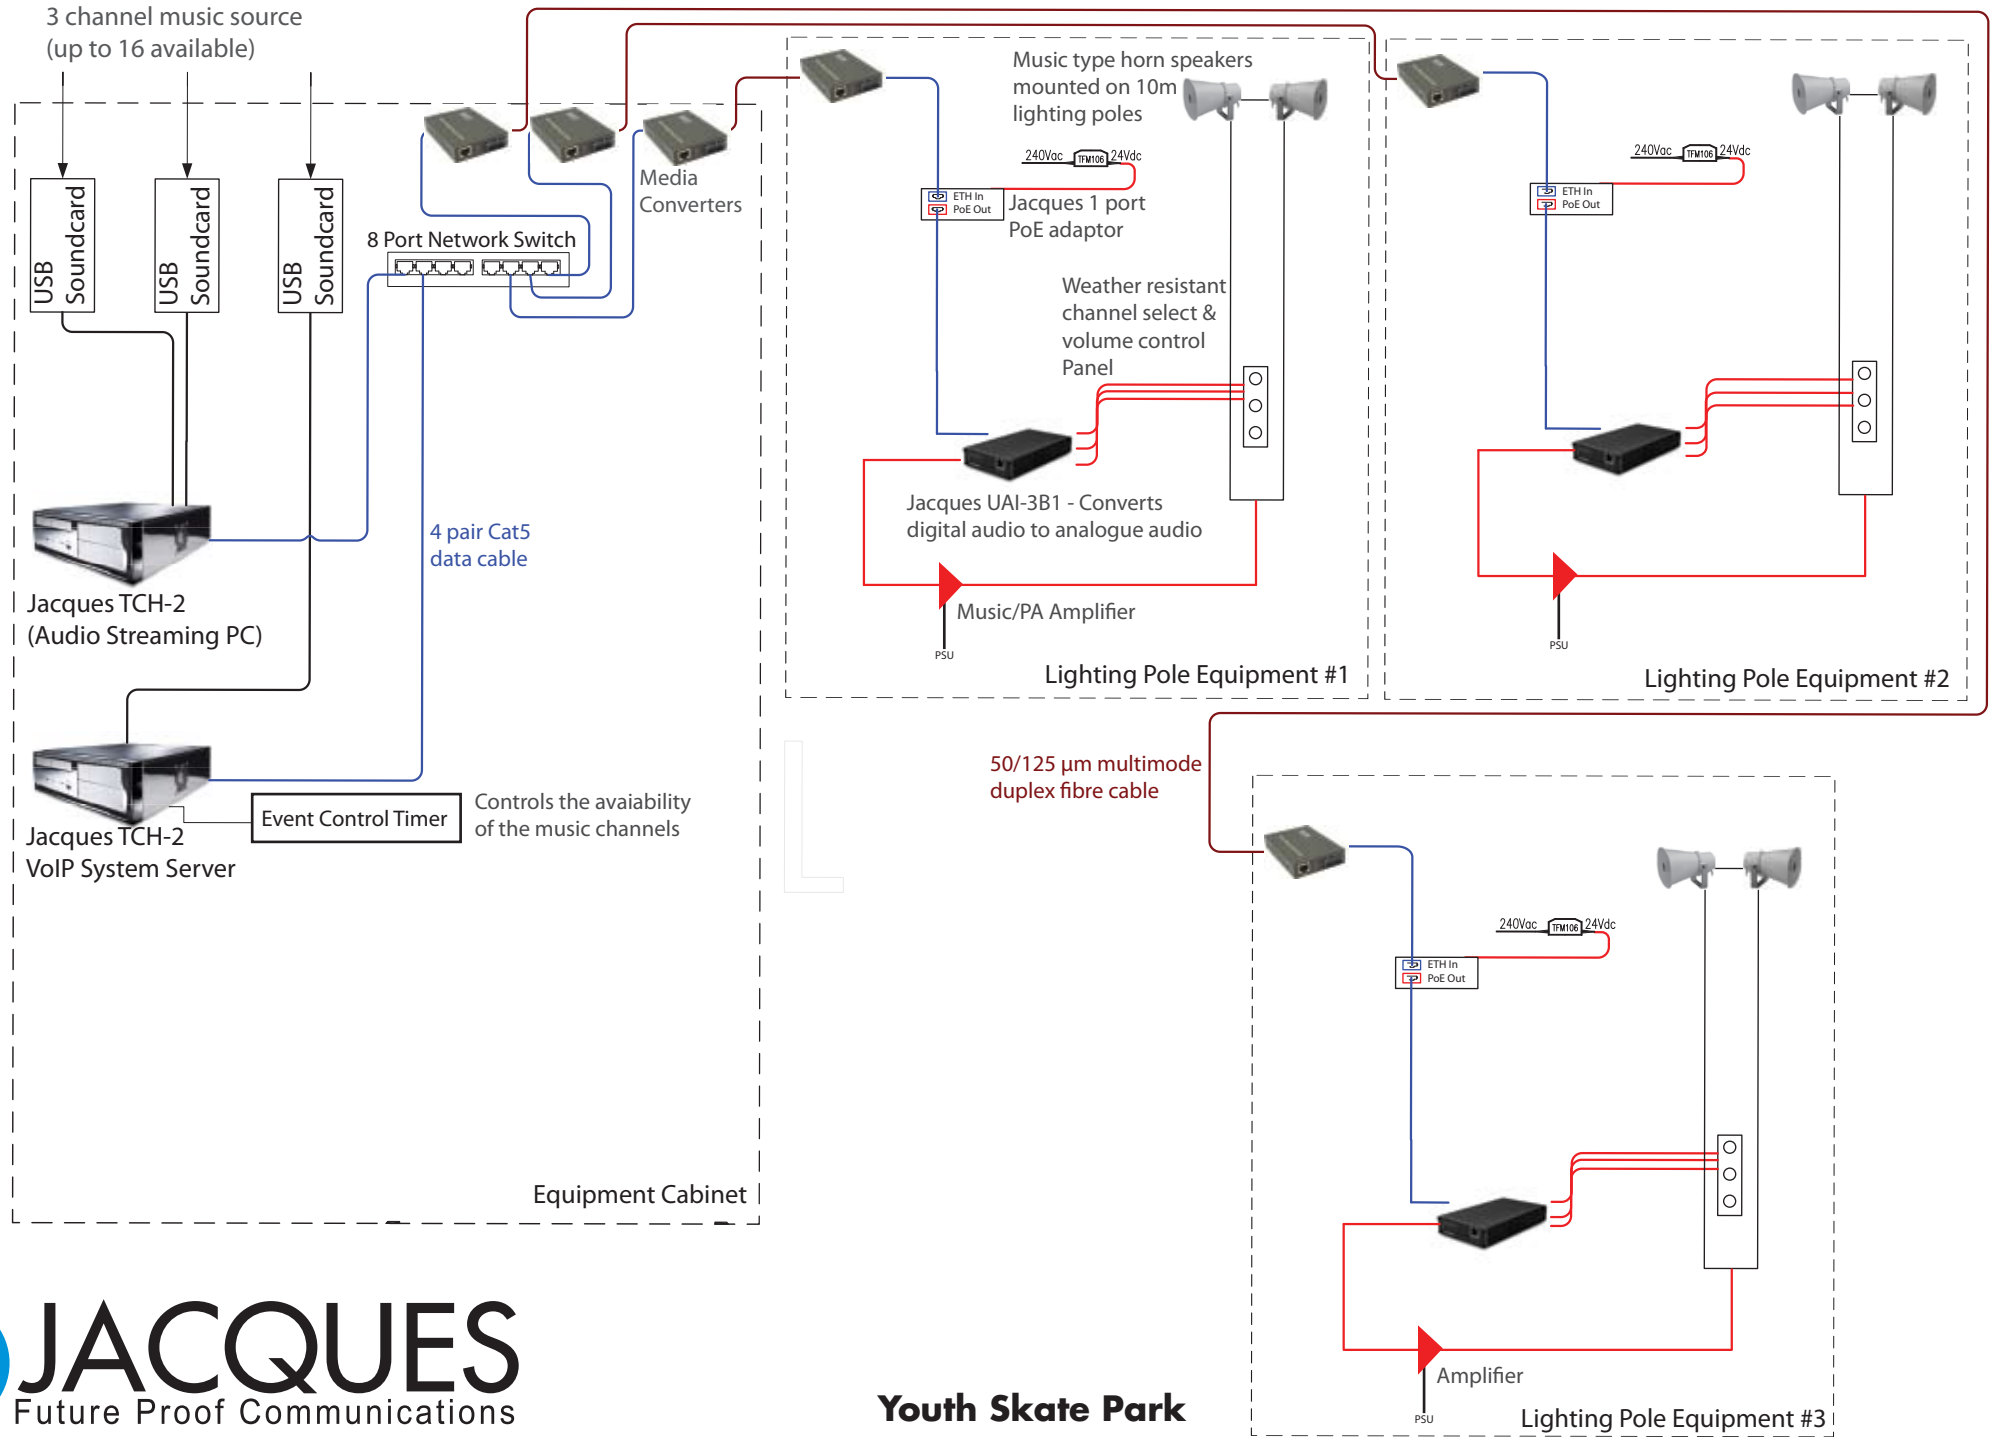 3 channel music source
(up to 16 available)
USB
Soundcard
USB
Soundcard
USB
Soundcard
Media
Converters
8 Port Network Switch
4 pair Cat5
data cable
Jacques TCH-2
(Audio Streaming PC)
Jacques TCH-2
VoIP System Server
Event Control Timer
Controls the avaiability
of the music channels
Equipment Cabinet
Music type horn speakers
mounted on 10m
lighting poles
240Vac
TFM106
24Vdc
ETH In
PoE Out
Jacques 1 port
PoE adaptor
Weather resistant
channel select &
volume control
Panel
Jacques UAI-3B1 - Converts
digital audio to analogue audio
Music/PA Amplifier
PSU
Lighting Pole Equipment #1
240Vac
TFM106
24Vdc
ETH In
PoE Out
PSU
Lighting Pole Equipment #2
50/125 µm multimode
duplex fibre cable
240Vac
TFM106
24Vdc
ETH In
PoE Out
Amplifier
PSU
Lighting Pole Equipment #3
JACQUES
Future Proof Communications
Youth Skate Park